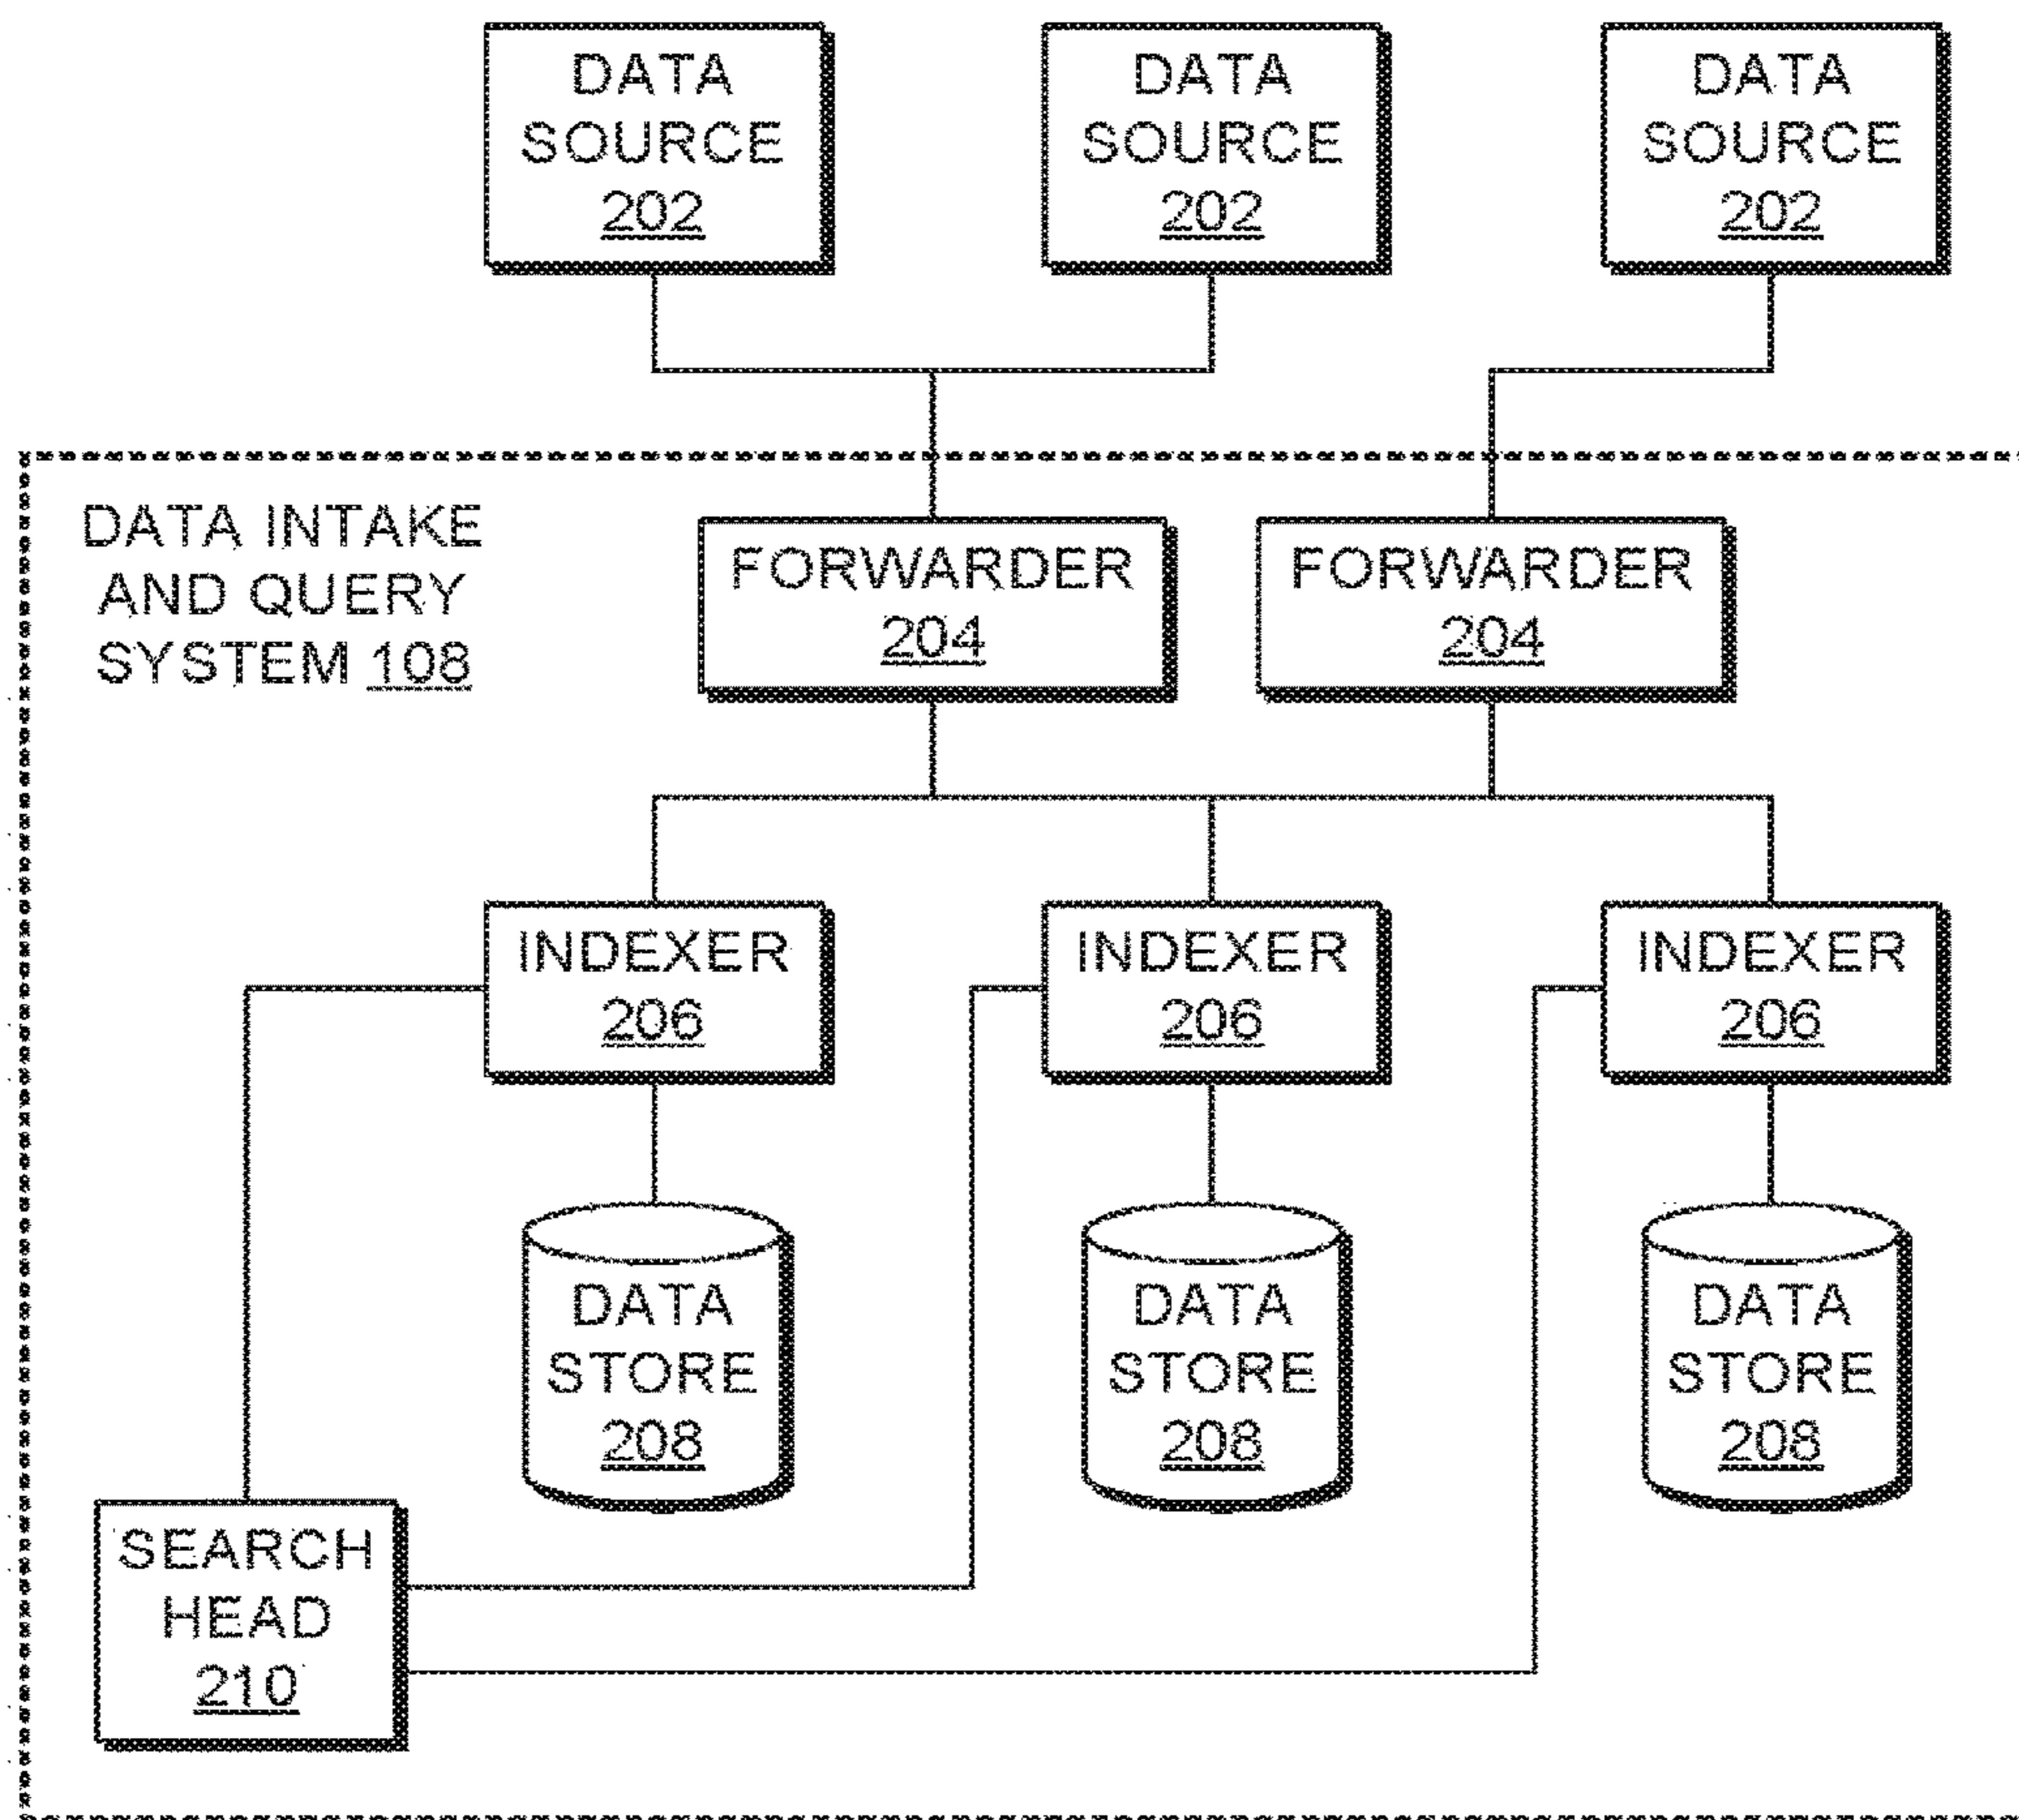 DATA
SOURCE
202
DATA
SOURCE
202
DATA
SOURCE
202
DATA INTAKE
AND QUERY
SYSTEM 108
FORWARDER
204
FORWARDER
204
INDEXER
206
INDEXER
206
INDEXER
206
DATA
STORE
208
DATA
STORE
208
DATA
STORE
208
SEARCH
HEAD
210